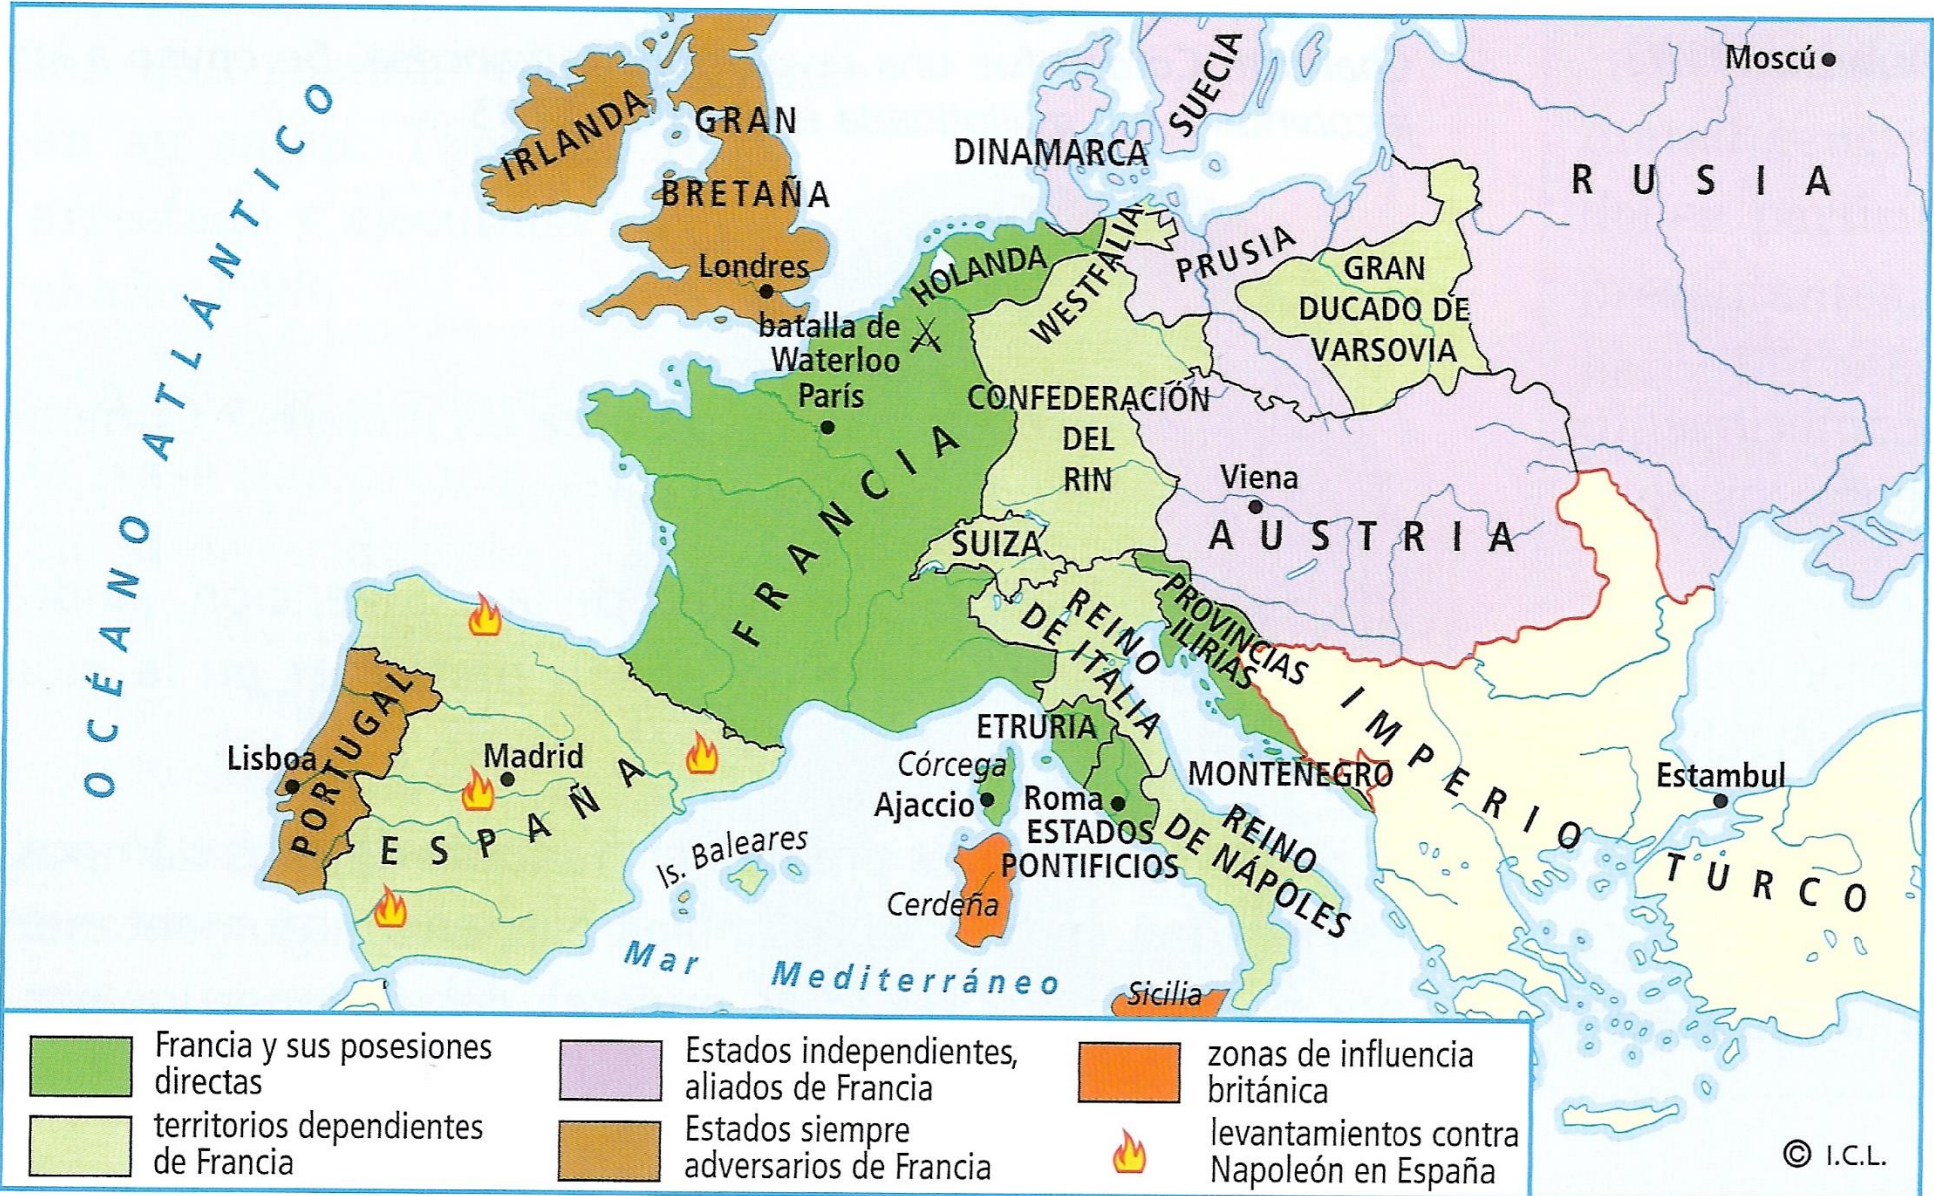 Moscú
SUECIA
IRLANDA
GRAN
BRETAÑA
DINAMARCA
RUSIA
OCÉANO ATLÁNTICO
Londres
HOLANDA
WESTFALIA
PRUSIA
GRAN
DUCADO DE
VARSOVIA
batalla de
Waterloo
París
CONFEDERACIÓN
DEL
RIN
FRANCIA
Viena
AUSTRIA
SUIZA
REINO
DE ITALIA
PROVINCIAS
ILIRIAS
PORTUGAL
Lisboa
Madrid
ESPAÑA
ETRURIA
Córcega
Ajaccio
Roma
ESTADOS
PONTIFICIOS
MONTENEGRO
IMPERIO
TURCO
Estambul
REINO
DE NÁPOLES
Is. Baleares
Cerdeña
Mar Mediterráneo
Sicilia
Francia y sus posesiones
directas
territorios dependientes
de Francia
Estados independientes,
aliados de Francia
Estados siempre
adversarios de Francia
zonas de influencia
británica
levantamientos contra
Napoleón en España
© I.C.L.